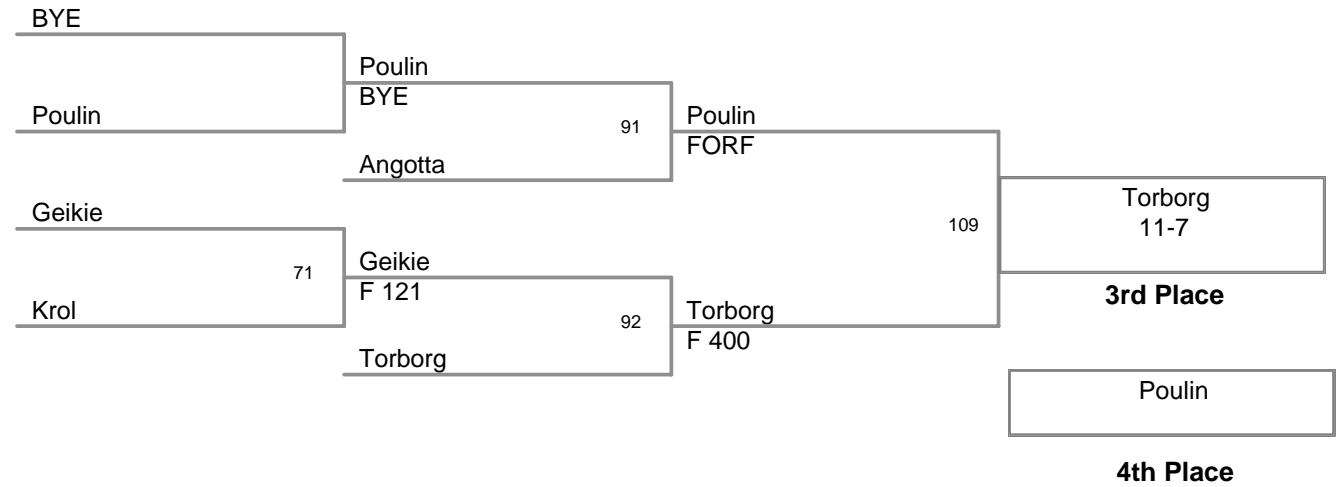 BYE
Poulin
BYE
Poulin
Angotta
91
Poulin
FORF
Geikie
71
Geikie
F 121
Krol
92
Torborg
F 400
Torborg
109
Torborg
11-7
3rd Place
Poulin
4th Place